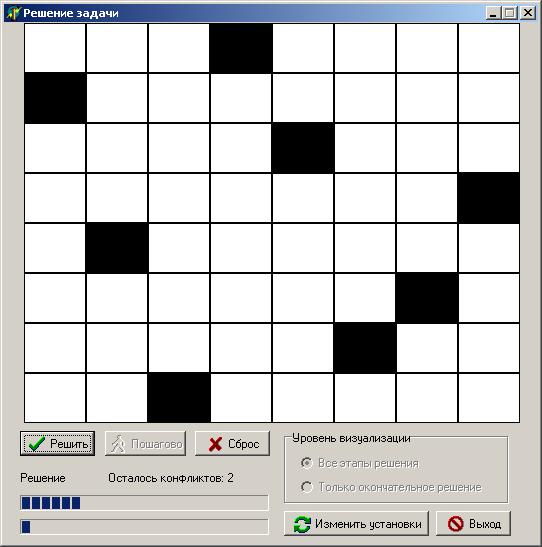 Решение задачи
Решить
Пошагово
Сброс
Уровень визуализации
Все этапы решения
Только окончательное решение
Решение
Осталось конфликтов: 2
Изменить установки
Выход